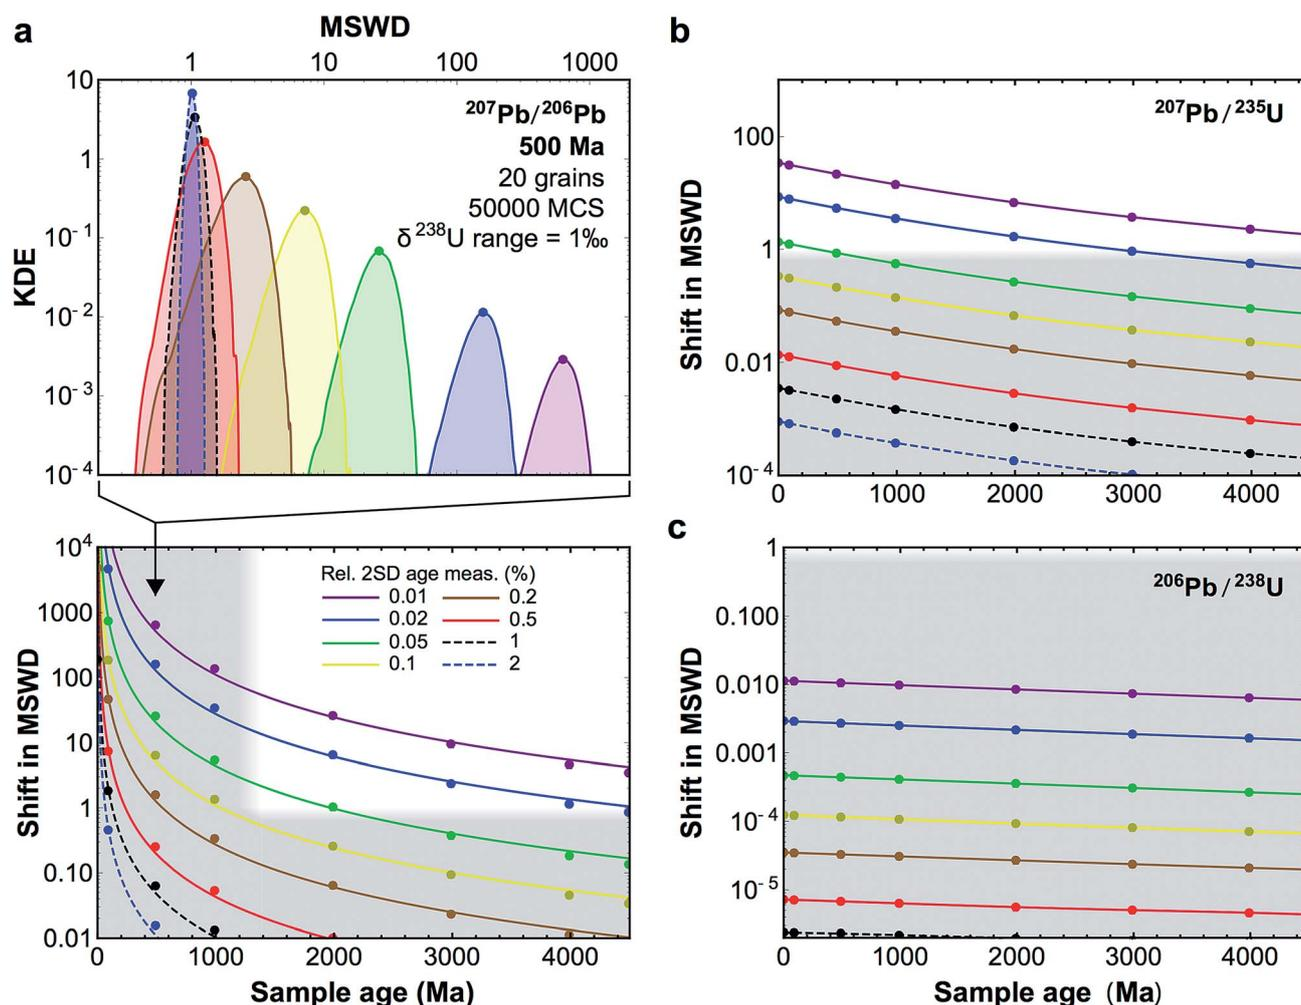 a
MSWD
1 10 100 1000
10
1
10⁻¹
10⁻²
10⁻³
10⁻⁴
KDE
²⁰⁷Pb/²⁰⁶Pb
500 Ma
20 grains
50000 MCS
δ²³⁸U range = 1‰
10⁴
1000
100
10
1
0.10
0.01
Shift in MSWD
Rel. 2SD age meas. (%)
0.01 0.2
0.02 0.5
0.05 1
0.1 2
0 1000 2000 3000 4000
Sample age (Ma)
b
²⁰⁷Pb/²³⁵U
100
1
0.01
10⁻⁴
Shift in MSWD
0 1000 2000 3000 4000
c
²⁰⁶Pb/²³⁸U
1
0.100
0.010
0.001
10⁻⁴
10⁻⁵
Shift in MSWD
0 1000 2000 3000 4000
Sample age (Ma)